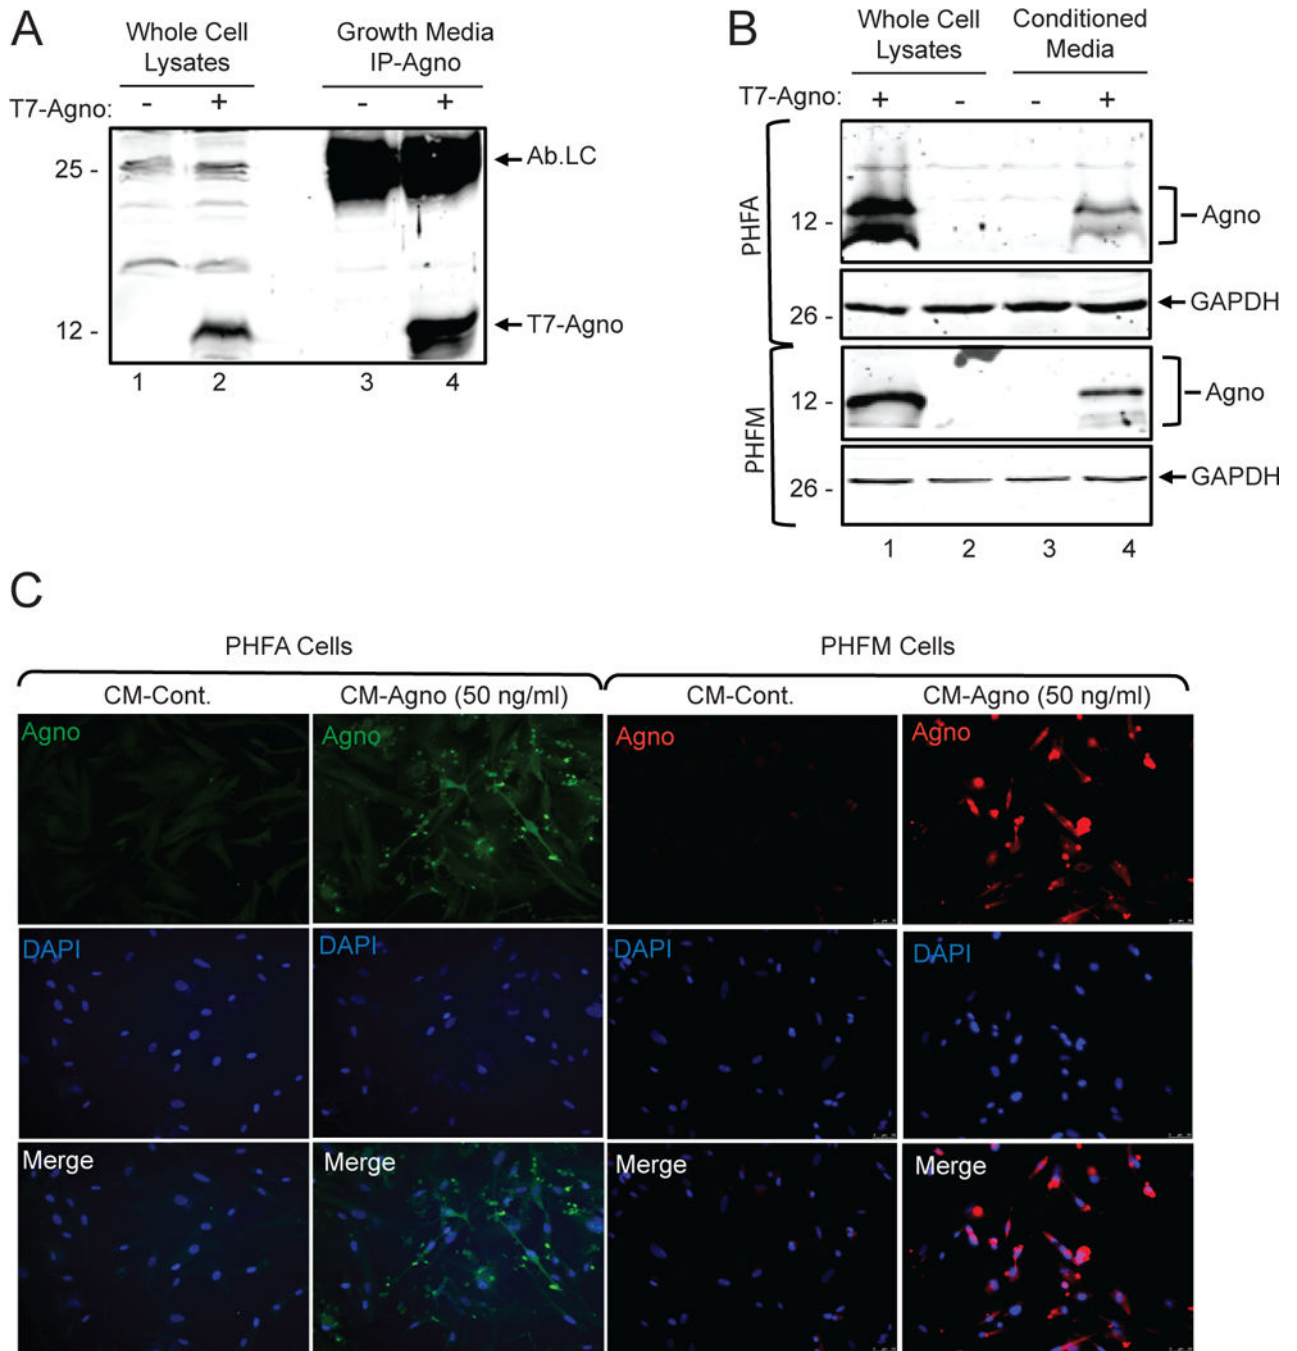 A
Whole Cell
Lysates
Growth Media
IP-Agno
T7-Agno: - + - +
25 -
Ab.LC
12 -
T7-Agno
1 2 3 4
B
Whole Cell
Lysates
Conditioned
Media
T7-Agno: + - - +
PHFA
12 -
Agno
26 -
GAPDH
PHFM
12 -
Agno
26 -
GAPDH
1 2 3 4
C
PHFA Cells PHFM Cells
CM-Cont. CM-Agno (50 ng/ml) CM-Cont. CM-Agno (50 ng/ml)
Agno Agno Agno Agno
DAPI DAPI DAPI DAPI
Merge Merge Merge Merge